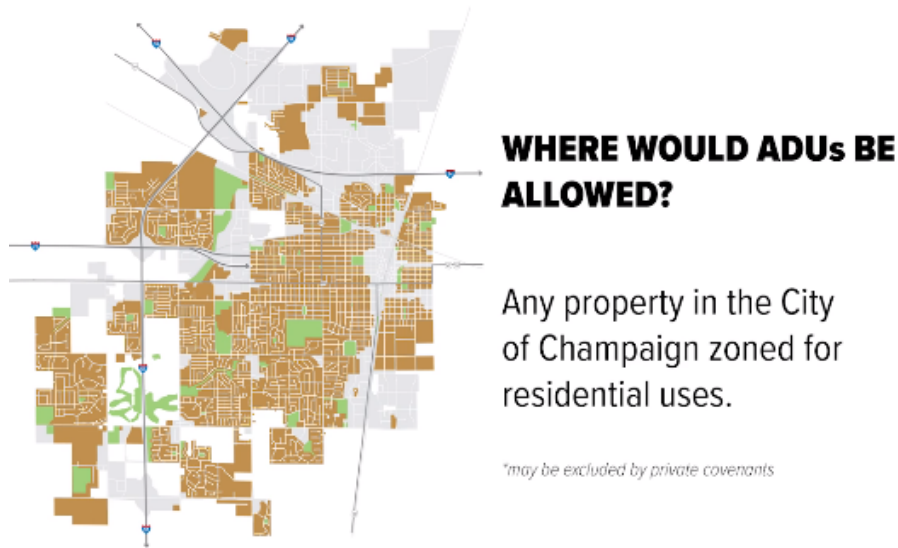 WHERE WOULD ADUs BE
ALLOWED?
Any property in the City
of Champaign zoned for
residential uses.
*may be excluded by private covenants